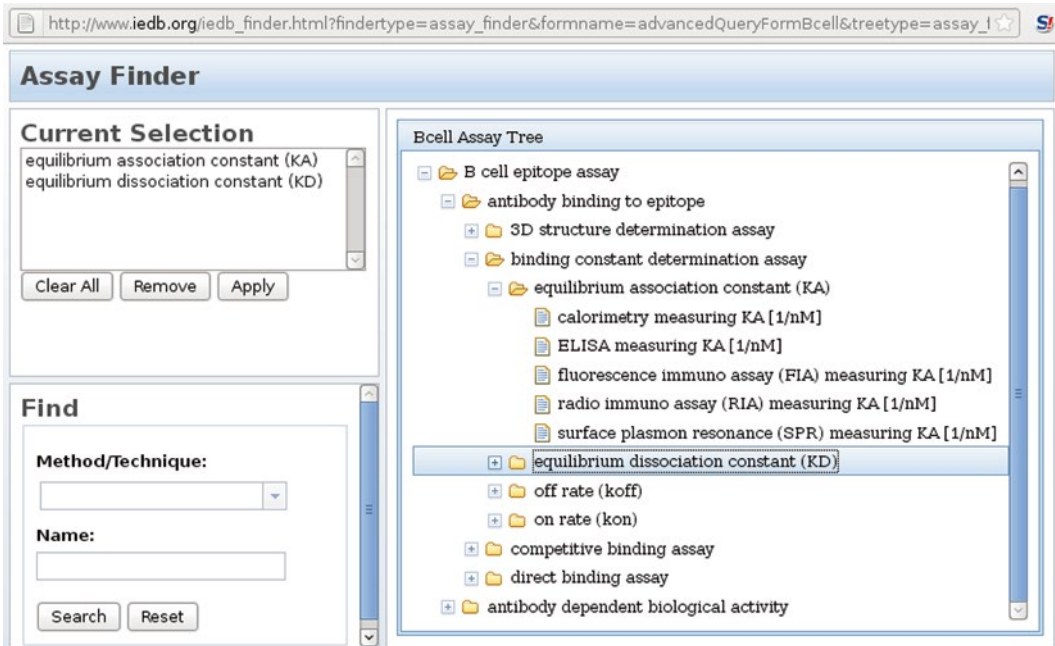 http://www.iedb.org/iedb_finder.html?findertype=assay_finder&formname=advancedQueryFormBcell&treetype=assay_
Assay Finder
Current Selection
equilibrium association constant (KA)
equilibrium dissociation constant (KD)
Clear All Remove Apply
Find
Method/Technique:
Name:
Search Reset
Bcell Assay Tree
B cell epitope assay
antibody binding to epitope
3D structure determination assay
binding constant determination assay
equilibrium association constant (KA)
calorimetry measuring KA [1/nM]
ELISA measuring KA [1/nM]
fluorescence immuno assay (FIA) measuring KA [1/nM]
radio immuno assay (RIA) measuring KA [1/nM]
surface plasmon resonance (SPR) measuring KA [1/nM]
equilibrium dissociation constant (KD)
off rate (koff)
on rate (kon)
competitive binding assay
direct binding assay
antibody dependent biological activity